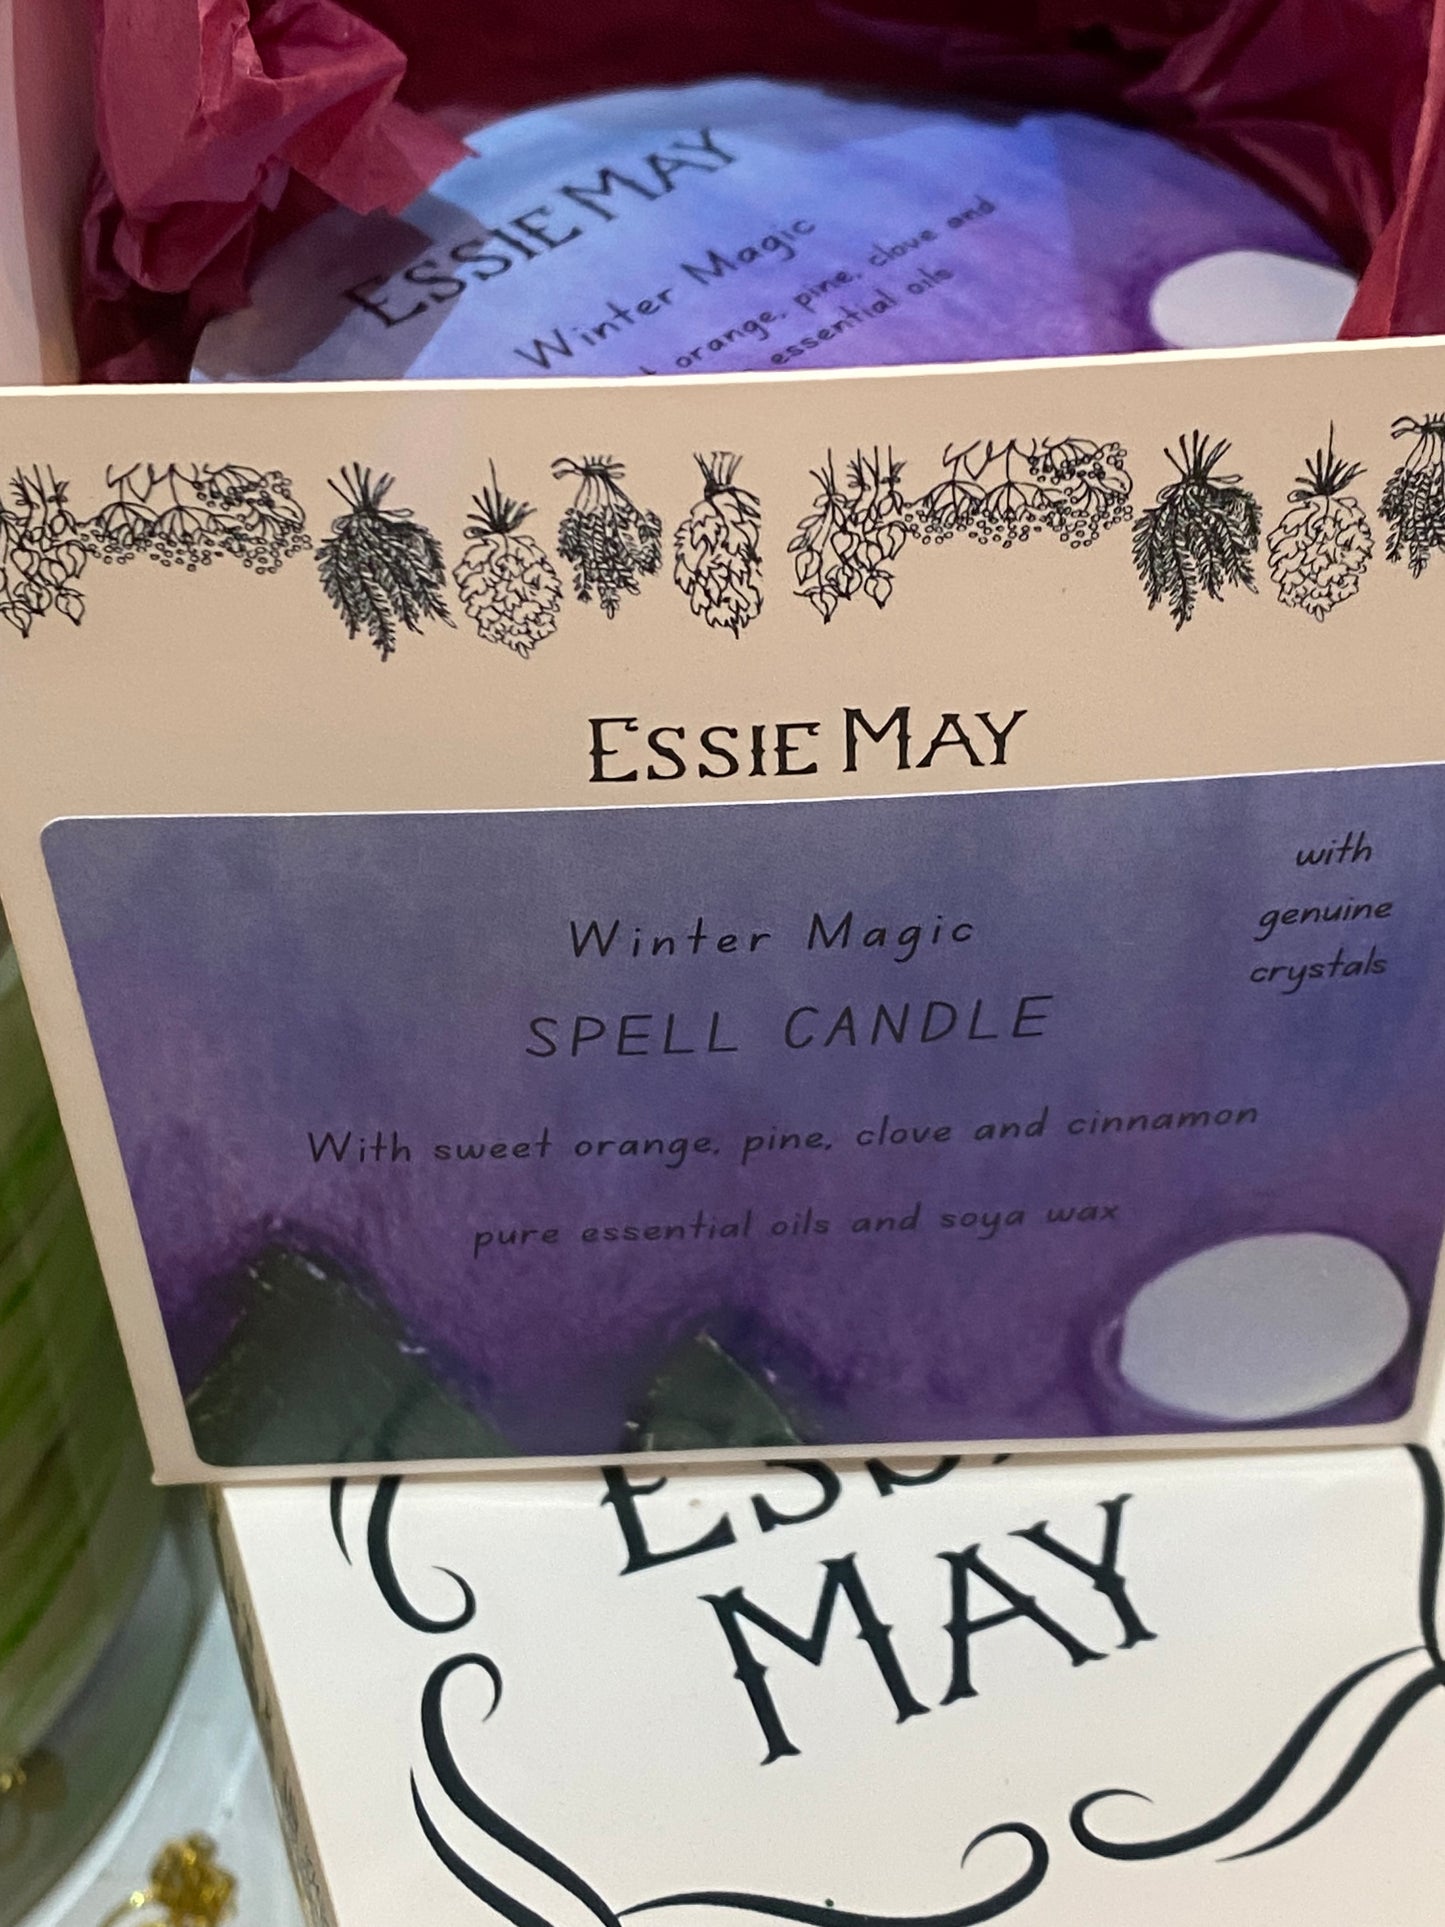 ESSIE MAY
Winter Magic
orange, pine, clove and
essential oils
ESSIE MAY
with
genuine
crystals
Winter Magic
SPELL CANDLE
With sweet orange, pine, clove and cinnamon
pure essential oils and soya wax
MAY